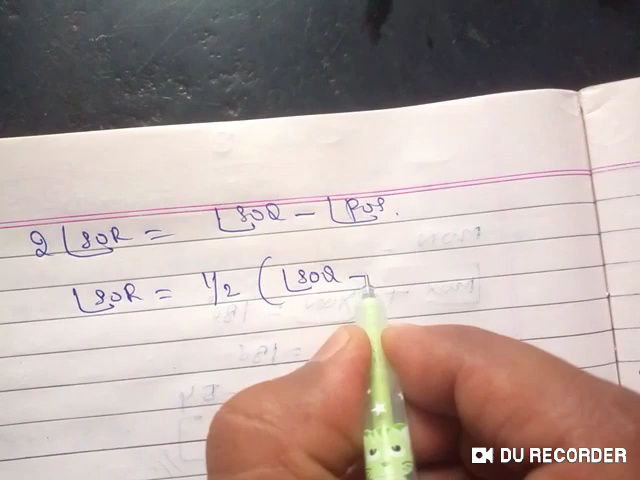 2 ∠SOR = ∠SOQ - ∠POS.
∠SOR = 1/2 (∠SOQ -
DU RECORDER